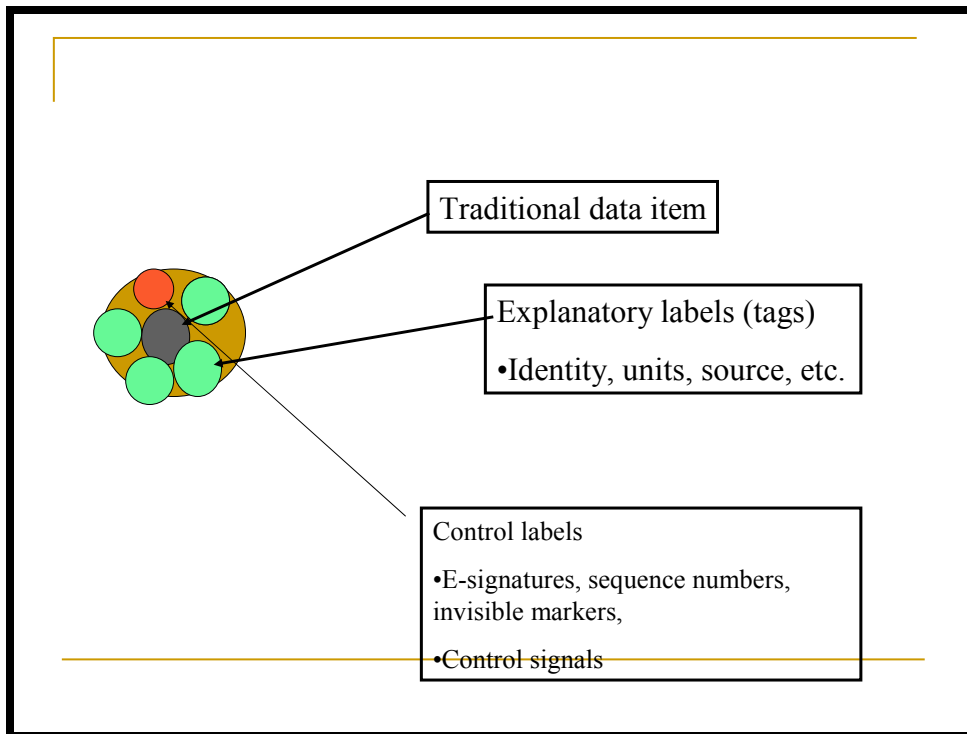 Traditional data item
Explanatory labels (tags)
•Identity, units, source, etc.
Control labels
•E-signatures, sequence numbers,
invisible markers,
•Control signals